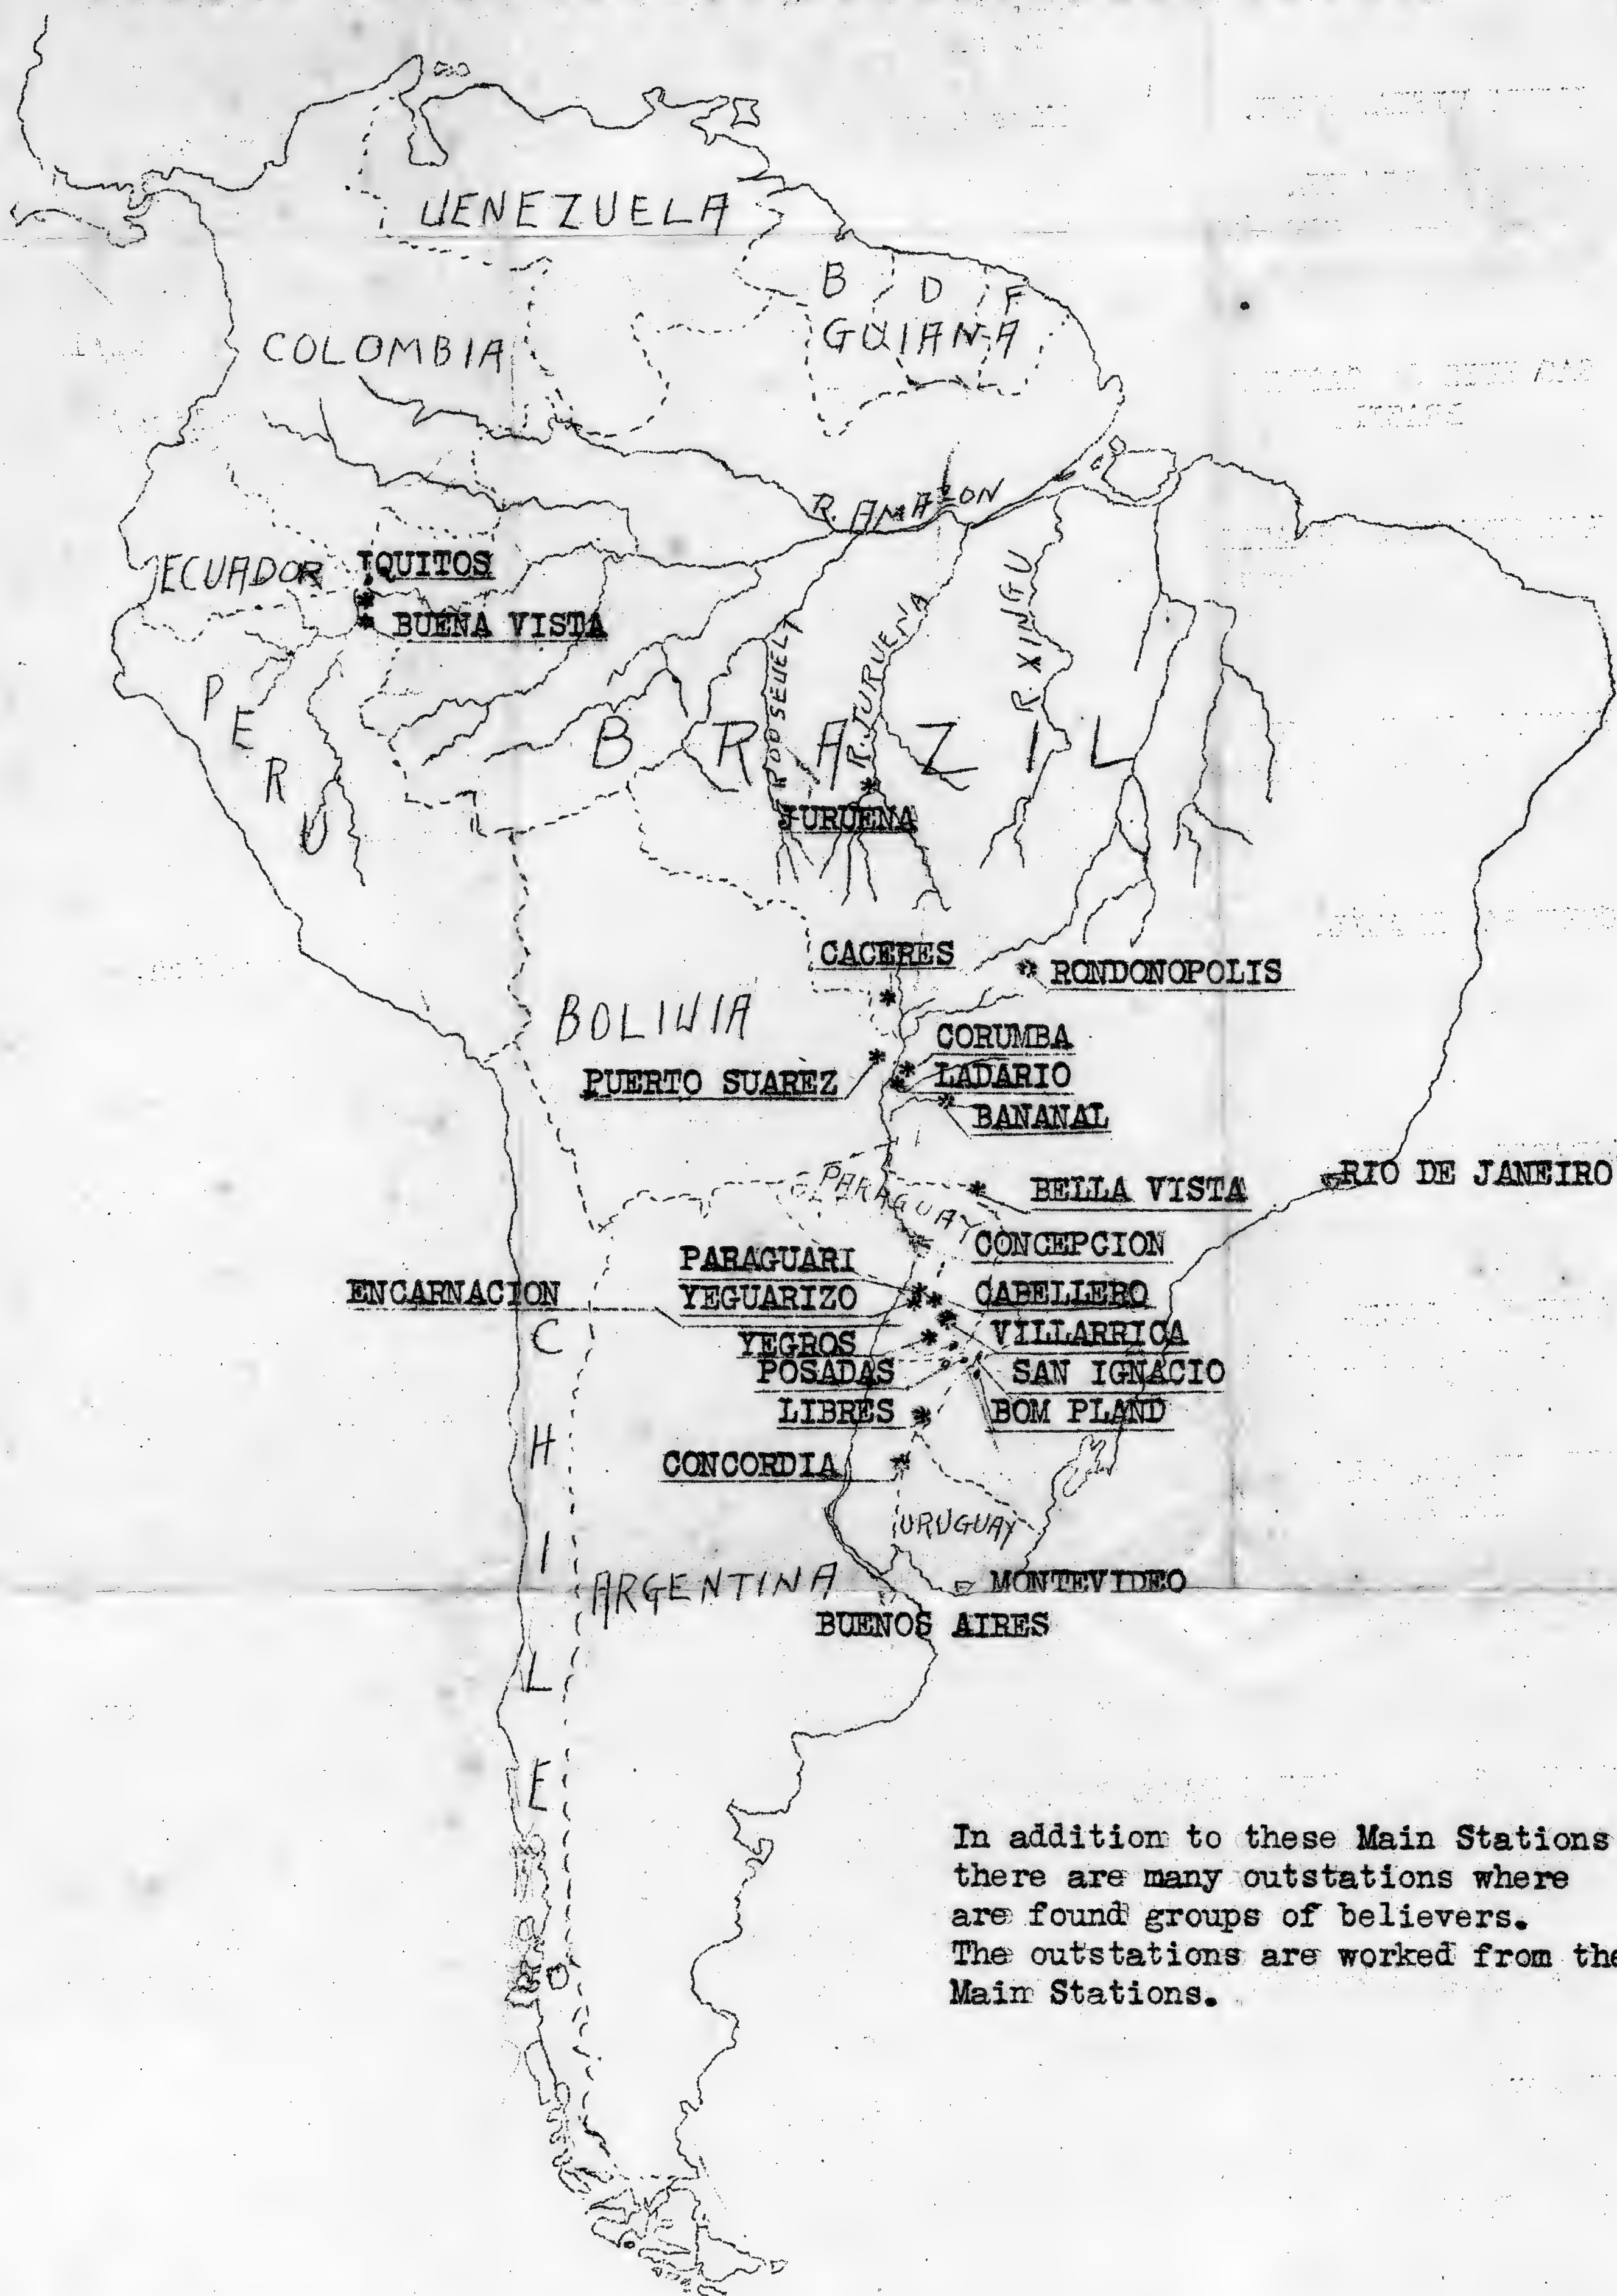 VENEZUELA
B D F
GUIANA
COLOMBIA
R. AMAZON
ECUADOR
IQUITOS
BUENA VISTA
PERU
R. XINGU
R. JURUENA
ROOSEVELT
BRAZIL
JURUENA
CACERES
RONDONOPOLIS
BOLIVIA
CORUMBA
PUERTO SUAREZ
LADARIO
BANANAL
RIO DE JANEIRO
PARAGUAY
BELLA VISTA
CONCEPCION
PARAGUARI
ENCARNACION
YEGUARIZO
CABELLERO
YEGROS
VILLARRICA
POSADAS
SAN IGNACIO
LIBRES
BOM PLAND
CONCORDIA
CHILE
URUGUAY
ARGENTINA
MONTEVIDEO
BUENOS AIRES
In addition to these Main Stations
there are many outstations where
are found groups of believers.
The outstations are worked from the
Main Stations.